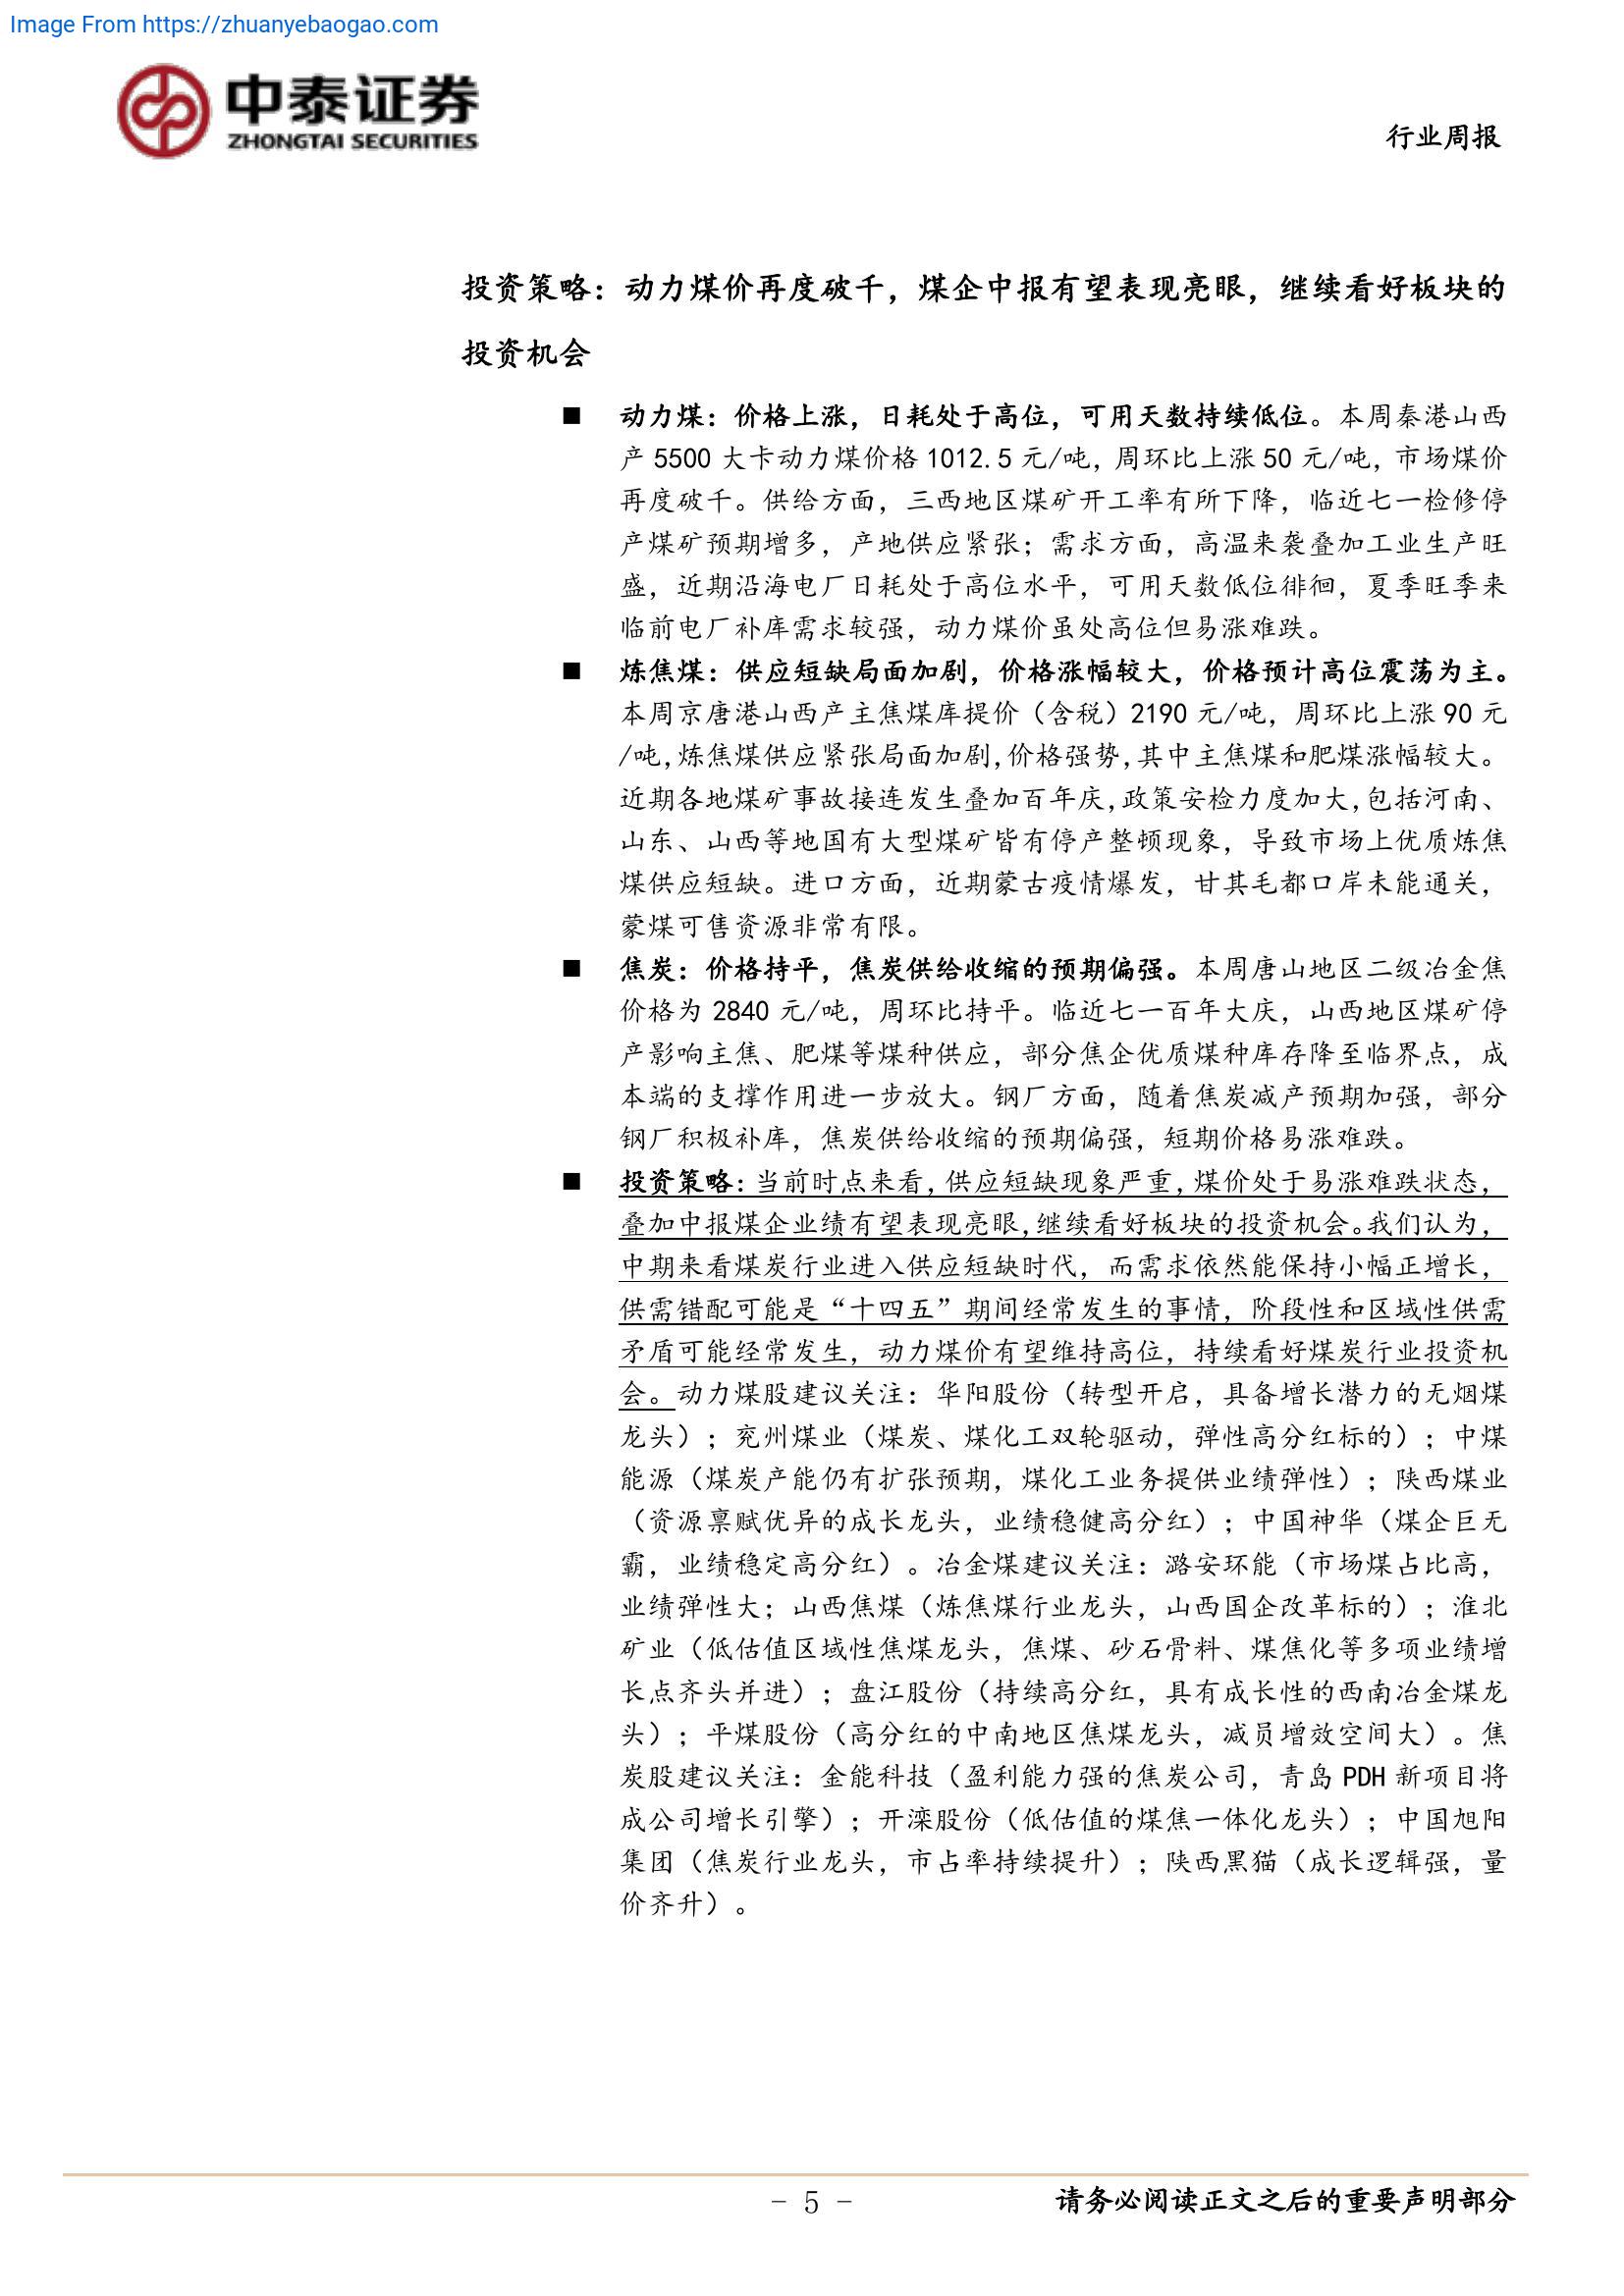 Image From https://zhuanyebaogao.com
中泰证券
ZHONGTAI SECURITIES
行业周报
投资策略：动力煤价再度破千，煤企中报有望表现亮眼，继续看好板块的
投资机会
■ 动力煤：价格上涨，日耗处于高位，可用天数持续低位。本周秦港山西
产 5500 大卡动力煤价格 1012.5 元/吨，周环比上涨 50 元/吨，市场煤价
再度破千。供给方面，三西地区煤矿开工率有所下降，临近七一检修停
产煤矿预期增多，产地供应紧张；需求方面，高温来袭叠加工业生产旺
盛，近期沿海电厂日耗处于高位水平，可用天数低位徘徊，夏季旺季来
临前电厂补库需求较强，动力煤价虽处高位但易涨难跌。
■ 炼焦煤：供应短缺局面加剧，价格涨幅较大，价格预计高位震荡为主。
本周京唐港山西产主焦煤库提价（含税）2190 元/吨，周环比上涨 90 元
/吨,炼焦煤供应紧张局面加剧,价格强势,其中主焦煤和肥煤涨幅较大。
近期各地煤矿事故接连发生叠加百年庆,政策安检力度加大,包括河南、
山东、山西等地国有大型煤矿皆有停产整顿现象，导致市场上优质炼焦
煤供应短缺。进口方面，近期蒙古疫情爆发，甘其毛都口岸未能通关，
蒙煤可售资源非常有限。
■ 焦炭：价格持平，焦炭供给收缩的预期偏强。本周唐山地区二级冶金焦
价格为 2840 元/吨，周环比持平。临近七一百年大庆，山西地区煤矿停
产影响主焦、肥煤等煤种供应，部分焦企优质煤种库存降至临界点，成
本端的支撑作用进一步放大。钢厂方面，随着焦炭减产预期加强，部分
钢厂积极补库，焦炭供给收缩的预期偏强，短期价格易涨难跌。
■ 投资策略：当前时点来看，供应短缺现象严重，煤价处于易涨难跌状态，
叠加中报煤企业绩有望表现亮眼，继续看好板块的投资机会。我们认为，
中期来看煤炭行业进入供应短缺时代，而需求依然能保持小幅正增长，
供需错配可能是“十四五”期间经常发生的事情，阶段性和区域性供需
矛盾可能经常发生，动力煤价有望维持高位，持续看好煤炭行业投资机
会。动力煤股建议关注：华阳股份（转型开启，具备增长潜力的无烟煤
龙头）；兖州煤业（煤炭、煤化工双轮驱动，弹性高分红标的）；中煤
能源（煤炭产能仍有扩张预期，煤化工业务提供业绩弹性）；陕西煤业
（资源禀赋优异的成长龙头，业绩稳健高分红）；中国神华（煤企巨无
霸，业绩稳定高分红）。冶金煤建议关注：潞安环能（市场煤占比高，
业绩弹性大；山西焦煤（炼焦煤行业龙头，山西国企改革标的）；淮北
矿业（低估值区域性焦煤龙头，焦煤、砂石骨料、煤焦化等多项业绩增
长点齐头并进）；盘江股份（持续高分红，具有成长性的西南冶金煤龙
头）；平煤股份（高分红的中南地区焦煤龙头，减员增效空间大）。焦
炭股建议关注：金能科技（盈利能力强的焦炭公司，青岛 PDH 新项目将
成公司增长引擎）；开滦股份（低估值的煤焦一体化龙头）；中国旭阳
集团（焦炭行业龙头，市占率持续提升）；陕西黑猫（成长逻辑强，量
价齐升）。
- 5 -
请务必阅读正文之后的重要声明部分